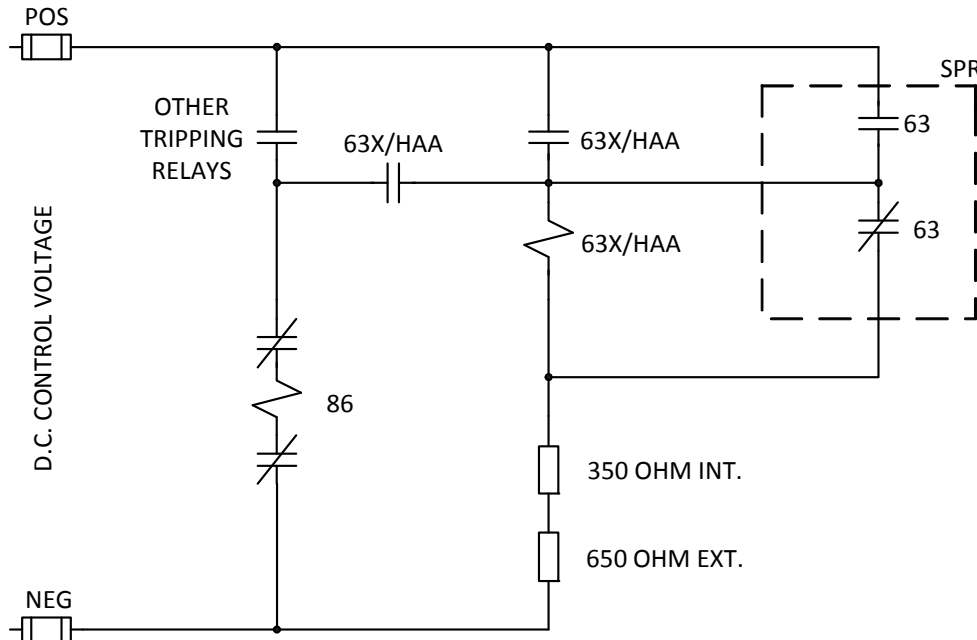 POS
SPR
OTHER
TRIPPING
RELAYS
63X/HAA
63X/HAA
63
63X/HAA
63
D.C. CONTROL VOLTAGE
86
350 OHM INT.
650 OHM EXT.
NEG